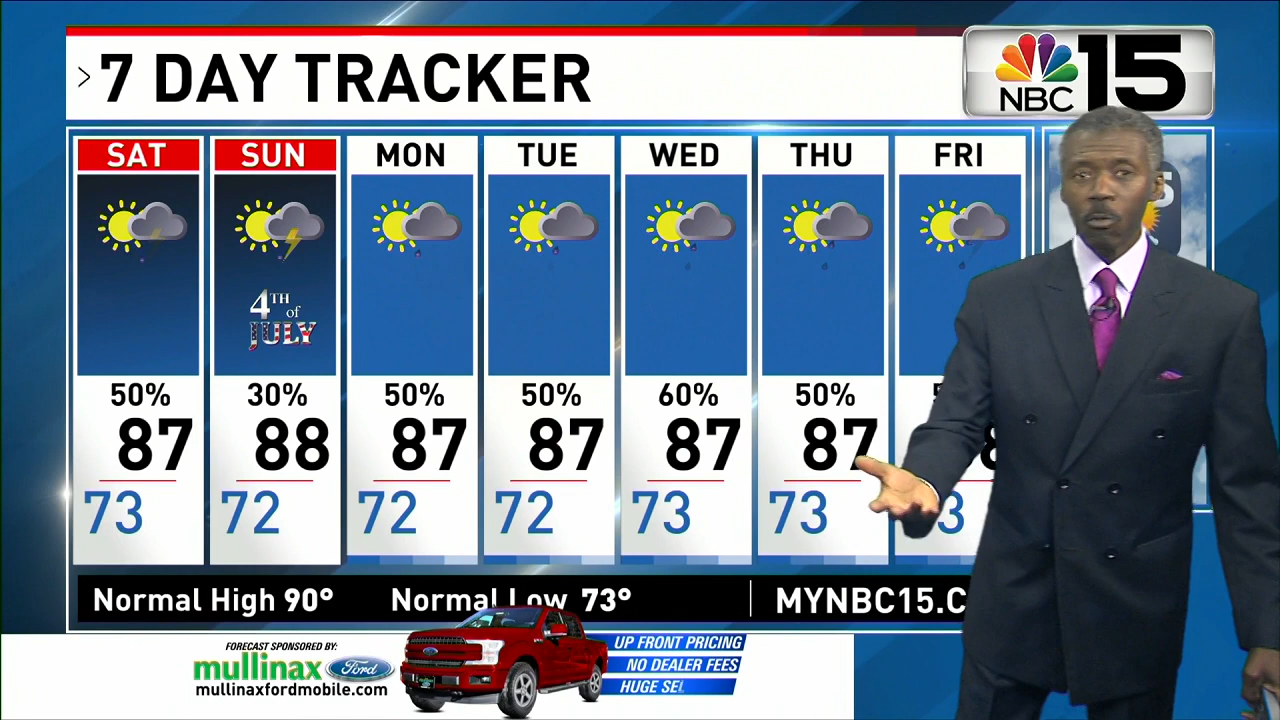 > 7 DAY TRACKER
NBC 15
SAT SUN MON TUE WED THU FRI
4TH
of
JULY
50% 30% 50% 50% 60% 50%
87 88 87 87 87 87
73 72 72 72 73 73
Normal High 90° Normal Low 73° MYNBC15.C
FORECAST SPONSORED BY:
mullinax Ford
mullinaxfordmobile.com
UP FRONT PRICING
NO DEALER FEES
HUGE SEL